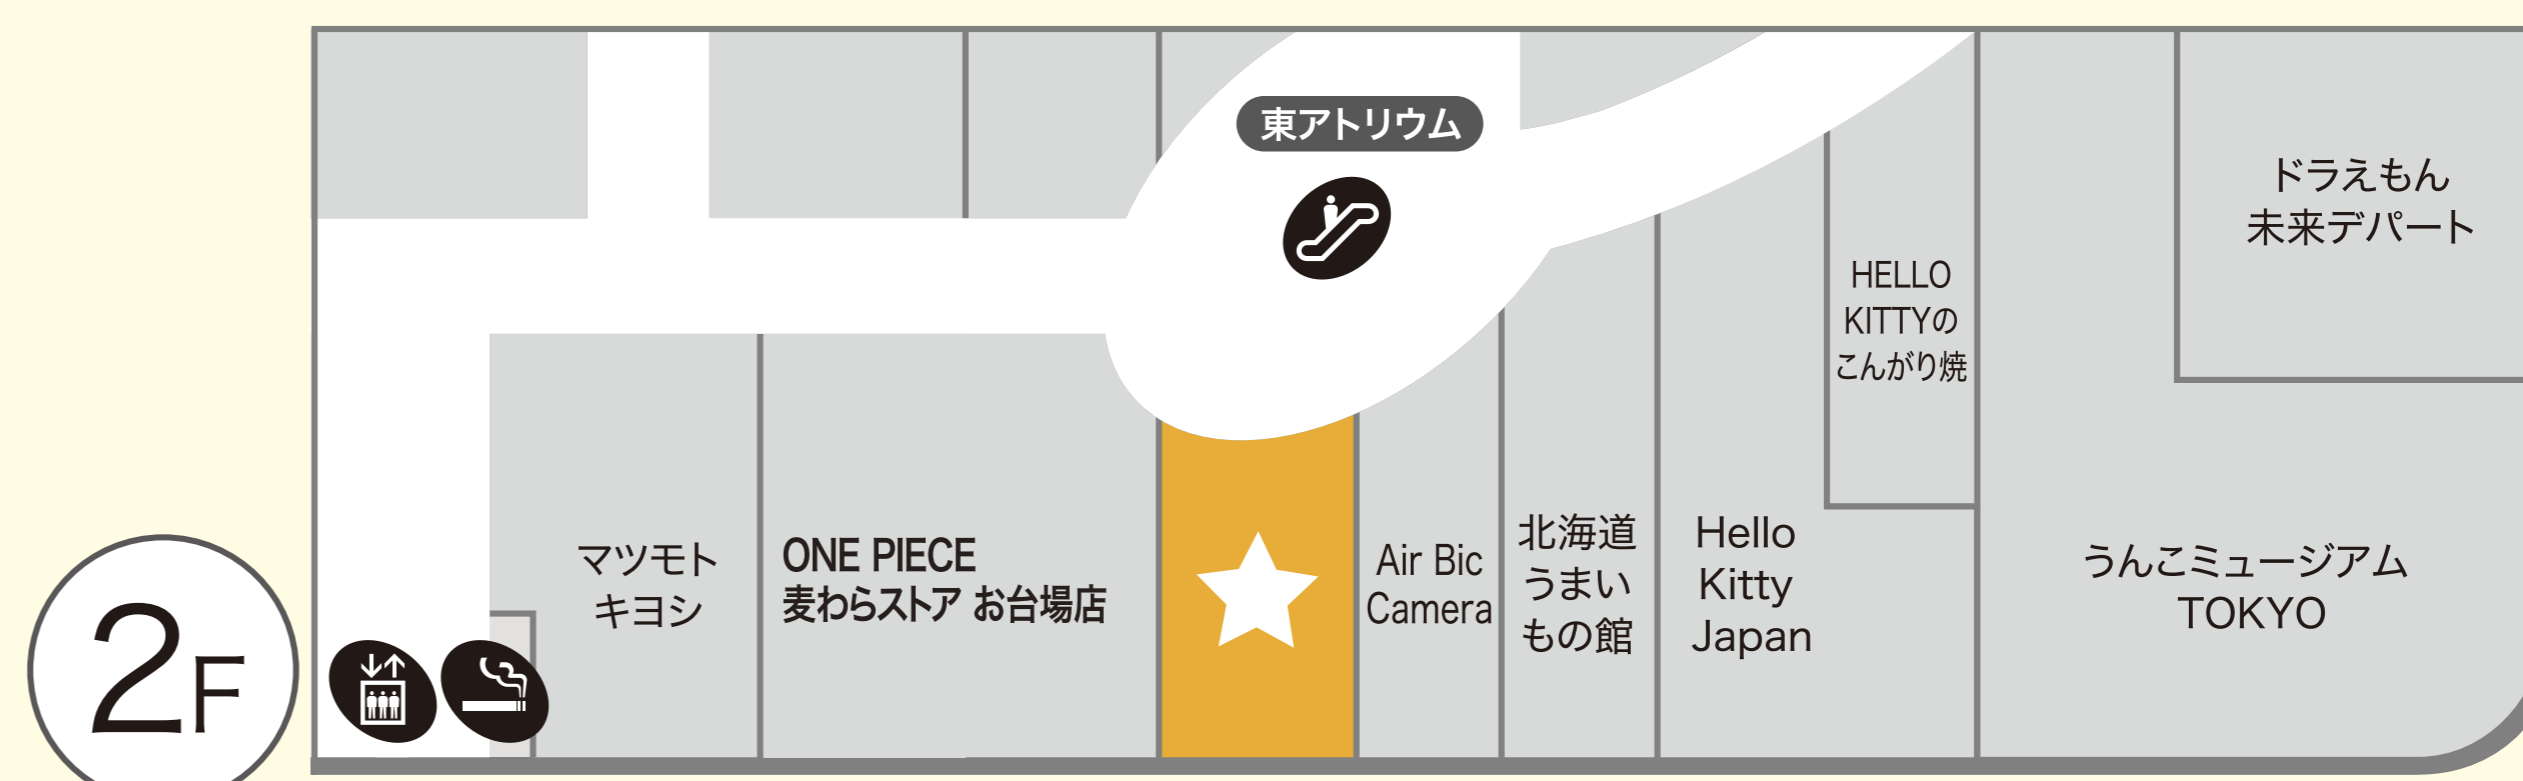 東アトリウム
ドラえもん
未来デパート
HELLO
KITTYの
こんがり焼
マツモト
キヨシ
ONE PIECE
麦わらストア お台場店
Air Bic
Camera
北海道
うまい
もの館
Hello
Kitty
Japan
うんこミュージアム
TOKYO
2F